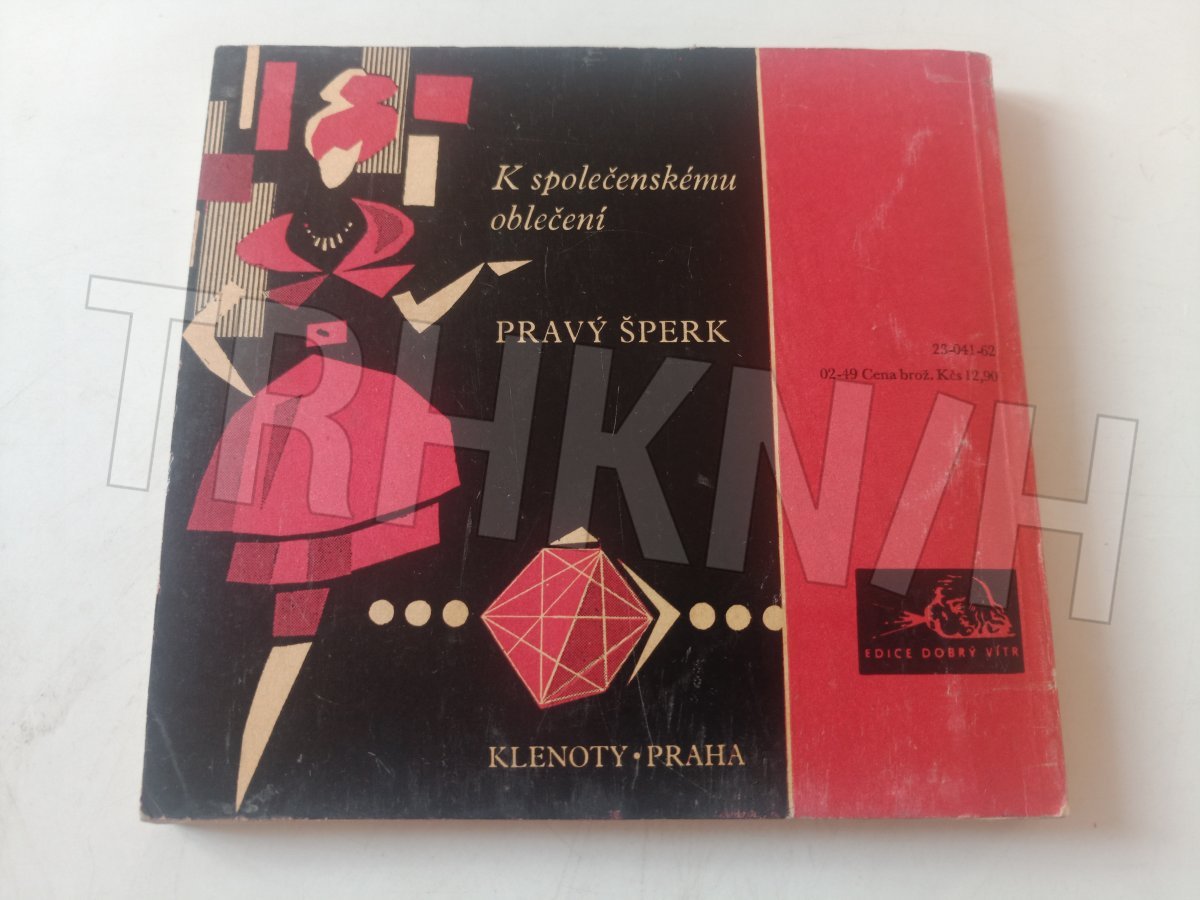 K společenskému
oblečení
PRAVÝ ŠPERK
KLENOTY • PRAHA
23-041-62
02-49 Cena brož. Kčs 12,90
EDICE DOBRÝ VÍTR
TRHKNIH